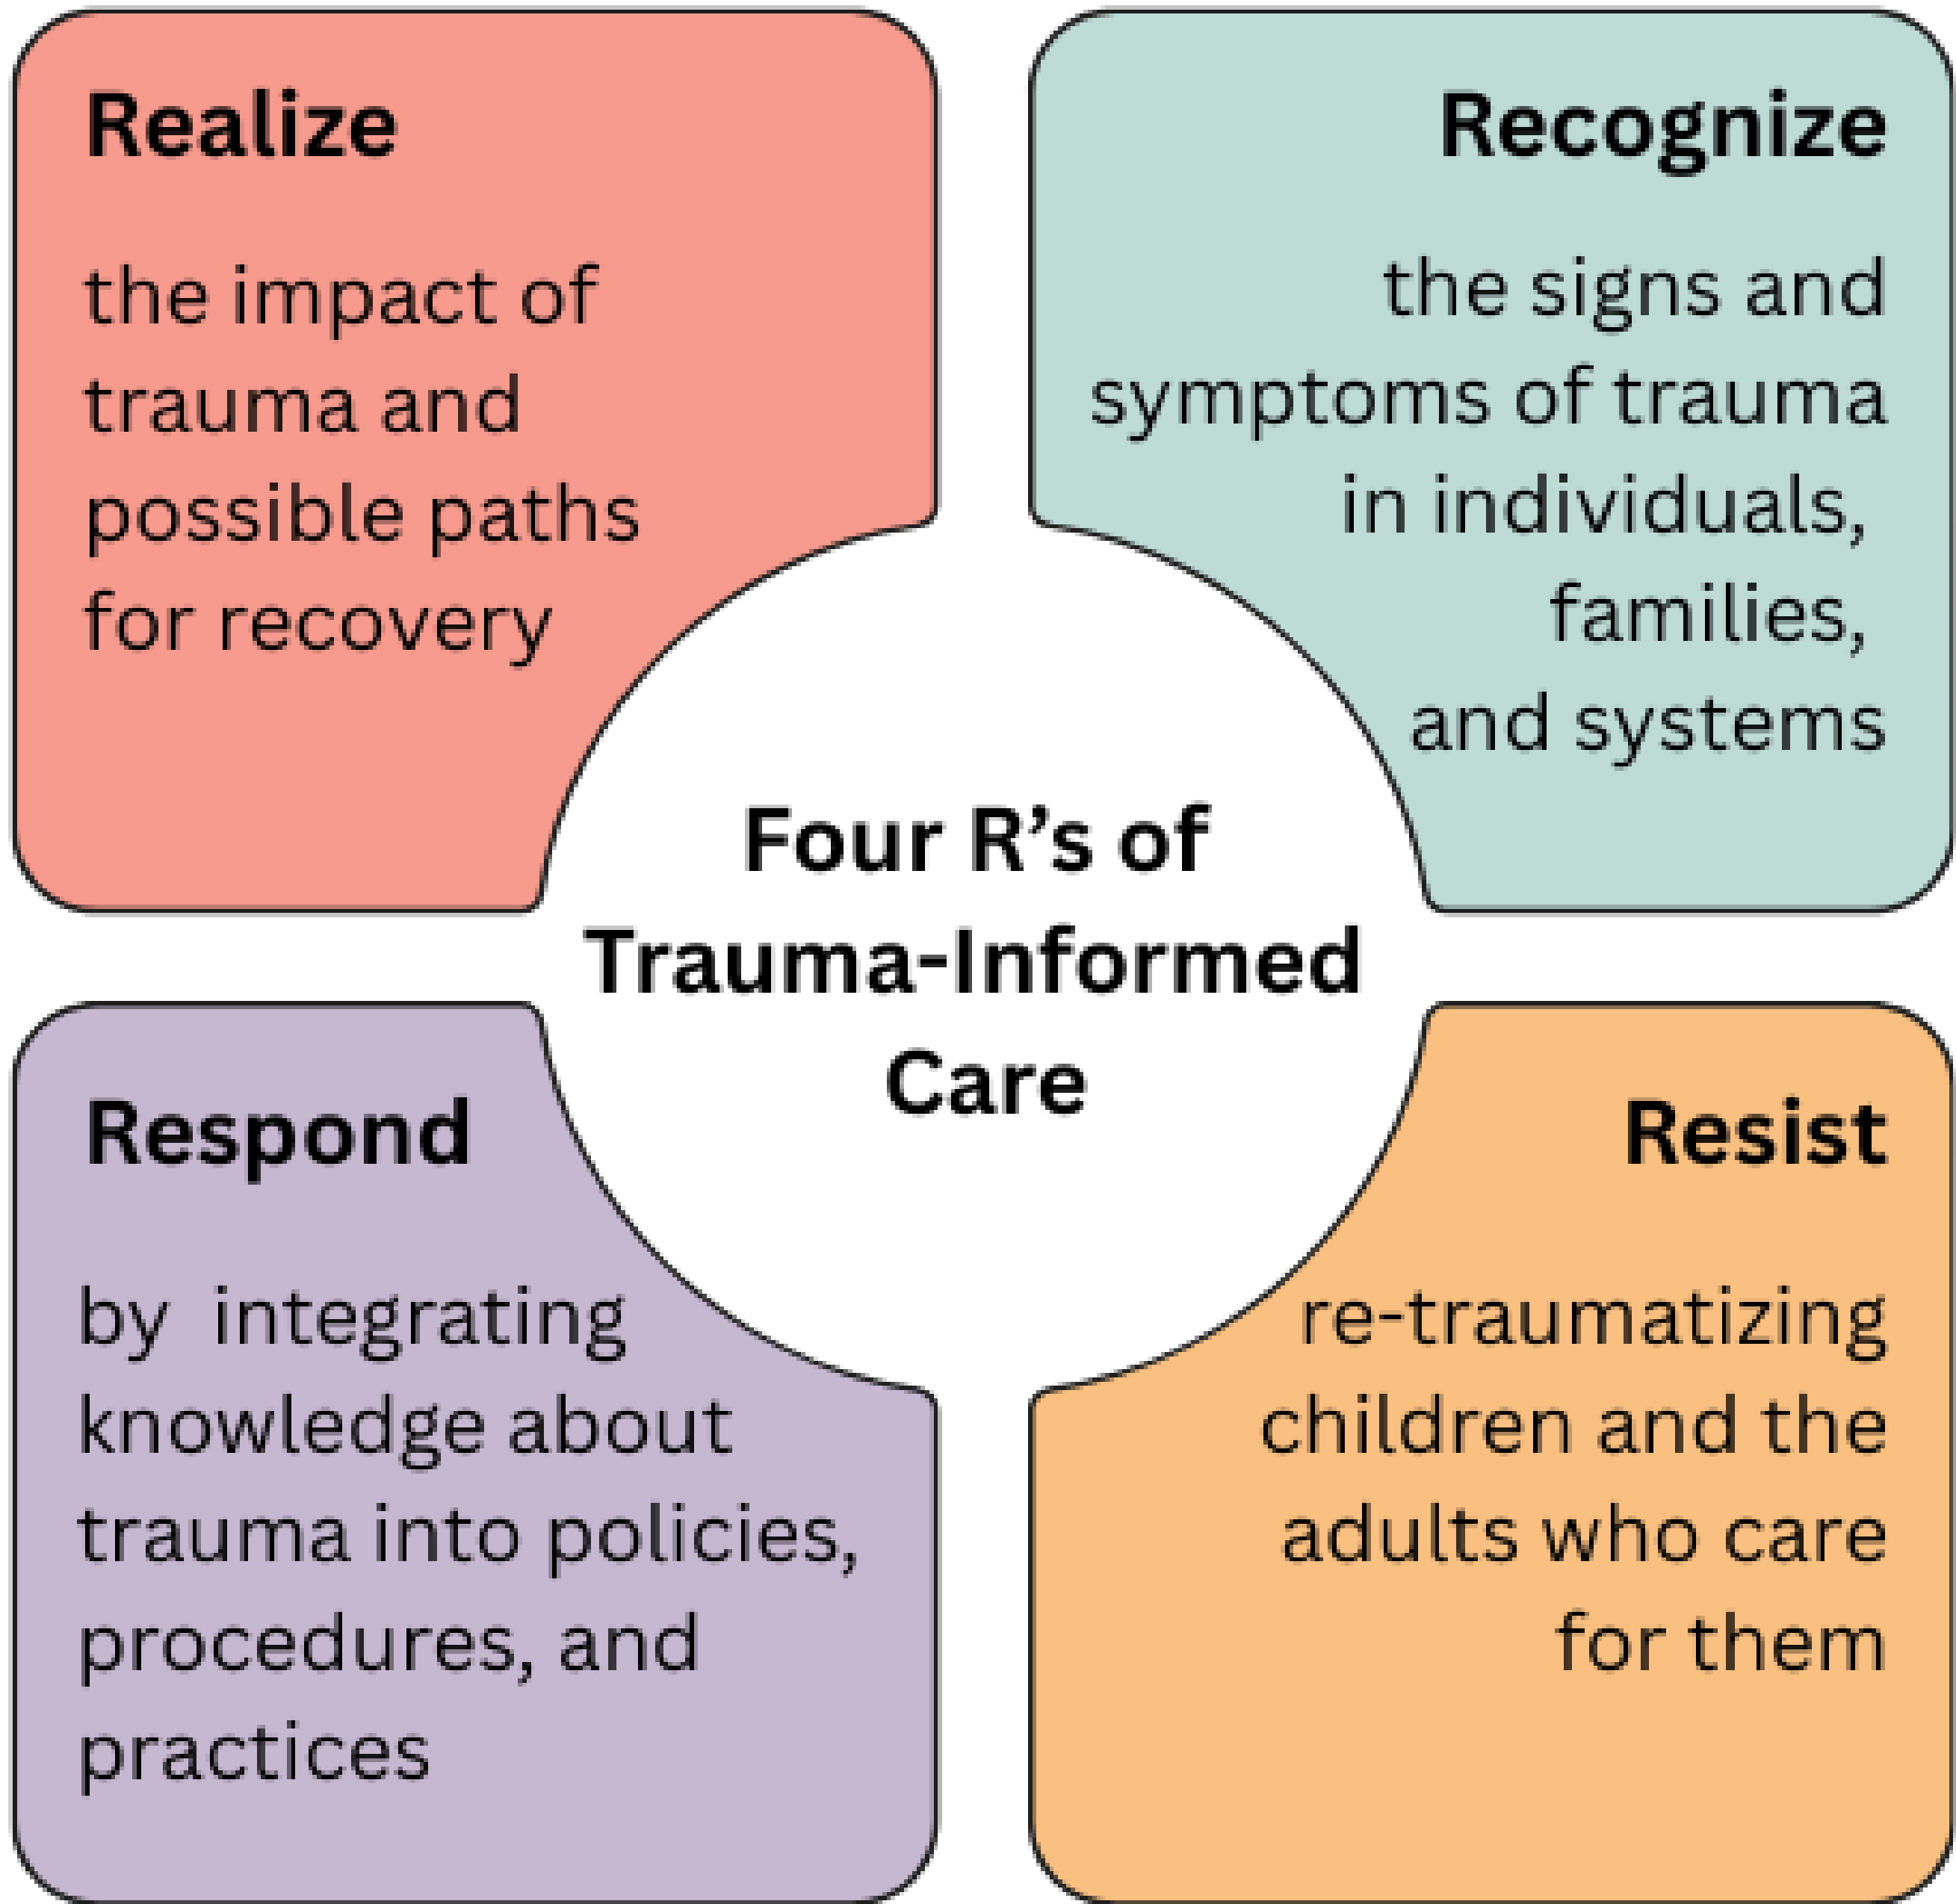 Realize
the impact of
trauma and
possible paths
for recovery
Recognize
the signs and
symptoms of trauma
in individuals,
families,
and systems
Four R’s of
Trauma-Informed
Care
Respond
by  integrating
knowledge about
trauma into policies,
procedures, and
practices
Resist
re-traumatizing
children and the
adults who care
for them